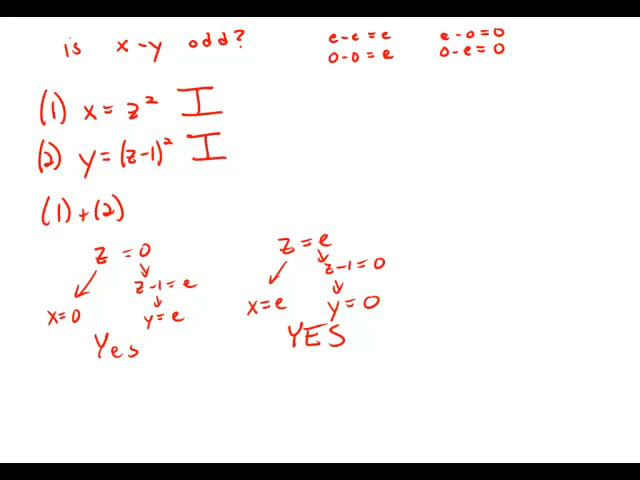 is x-y odd?
e-e=e e-o=o
o-o=e o-e=o
(1) x=z² I
(2) y=(z-1)² I
(1)+(2)
z=o z=e
z-1=e z-1=o
x=o y=e x=e y=o
Yes YES